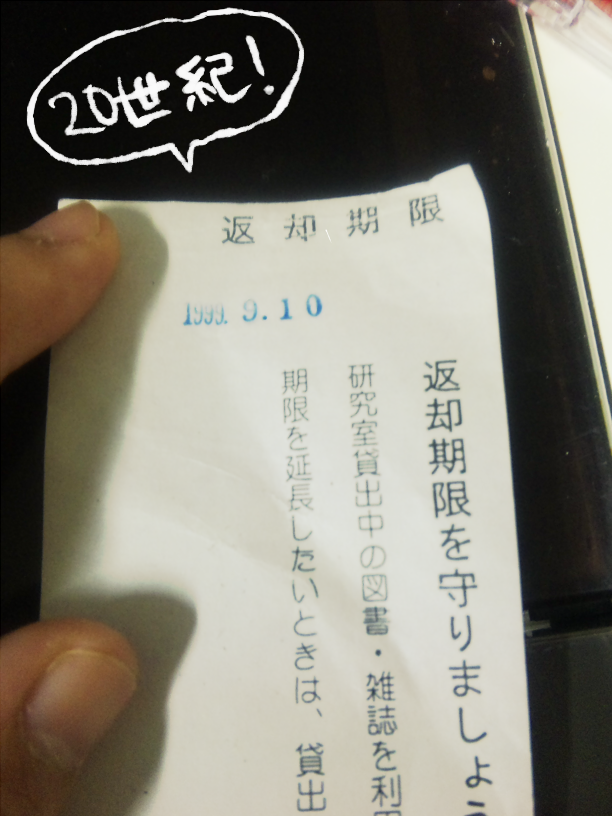 20世紀!
返却期限
1999. 9.10
返却期限を守りましょう
研究室貸出中の図書・雑誌を利
期限を延長したいときは、貸出